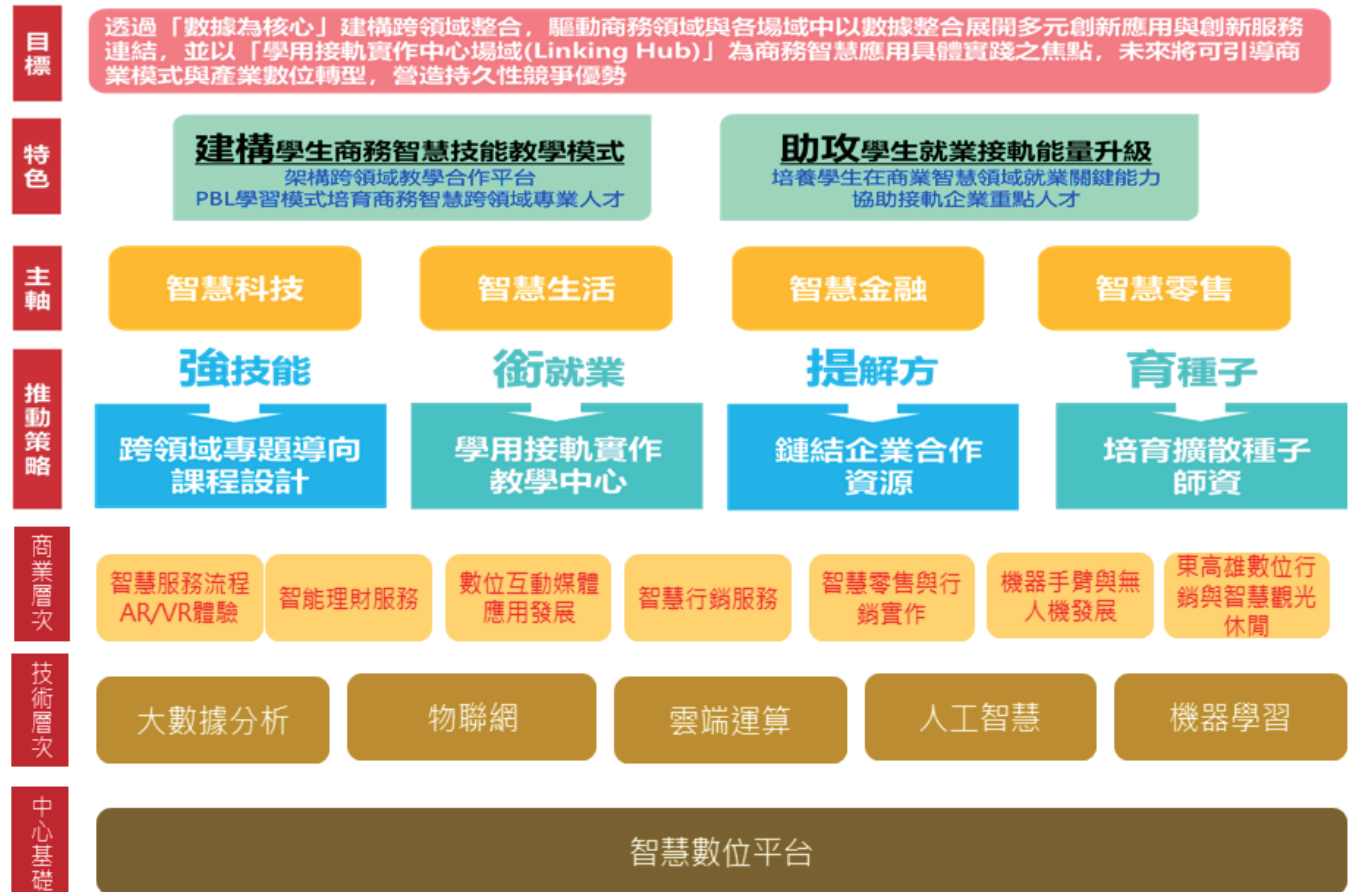 目標
透過「數據為核心」建構跨領域整合，驅動商務領域與各場域中以數據整合展開多元創新應用與創新服務
連結，並以「學用接軌實作中心場域(Linking Hub)」為商務智慧應用具體實踐之焦點，未來將可引導商
業模式與產業數位轉型，營造持久性競爭優勢
特色
建構學生商務智慧技能教學模式
架構跨領域教學合作平台
PBL學習模式培育商務智慧跨領域專業人才
助攻學生就業接軌能量升級
培養學生在商業智慧領域就業關鍵能力
協助接軌企業重點人才
主軸
智慧科技
智慧生活
智慧金融
智慧零售
推動策略
強技能
銜就業
提解方
育種子
跨領域專題導向
課程設計
學用接軌實作
教學中心
鏈結企業合作
資源
培育擴散種子
師資
商業層次
智慧服務流程
AR/VR體驗
智能理財服務
數位互動媒體
應用發展
智慧行銷服務
智慧零售與行
銷實作
機器手臂與無
人機發展
東高雄數位行
銷與智慧觀光
休閒
技術層次
大數據分析
物聯網
雲端運算
人工智慧
機器學習
中心基礎
智慧數位平台